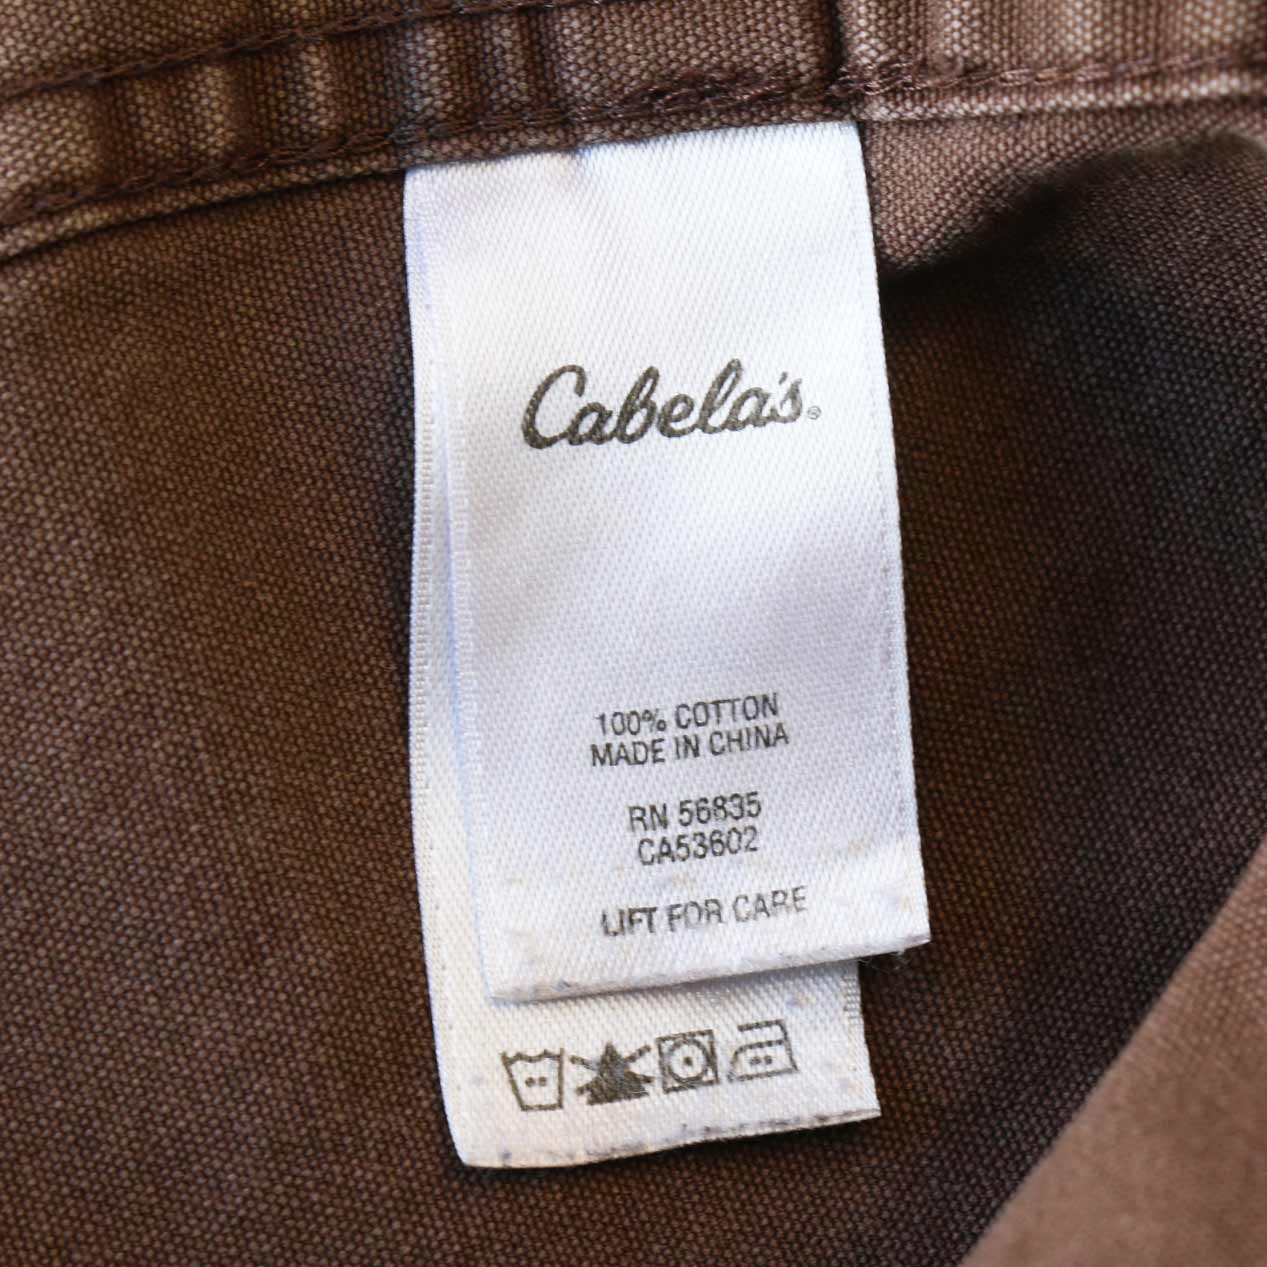 Cabela's®
100% COTTON
MADE IN CHINA
RN 56835
CA53602
LIFT FOR CARE